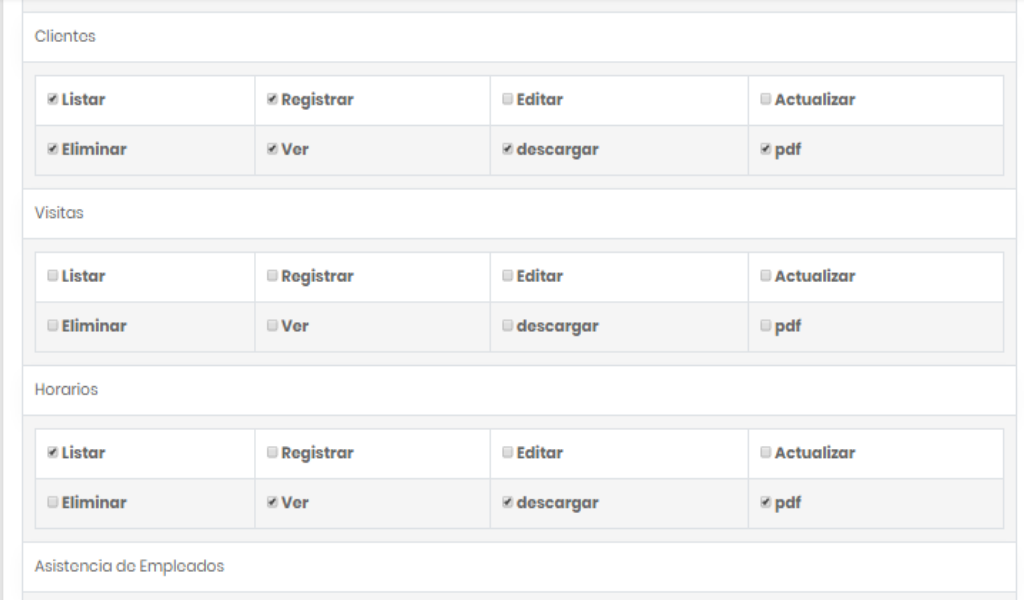 Clientes
Listar Registrar Editar Actualizar
Eliminar Ver descargar pdf
Visitas
Listar Registrar Editar Actualizar
Eliminar Ver descargar pdf
Horarios
Listar Registrar Editar Actualizar
Eliminar Ver descargar pdf
Asistencia de Empleados